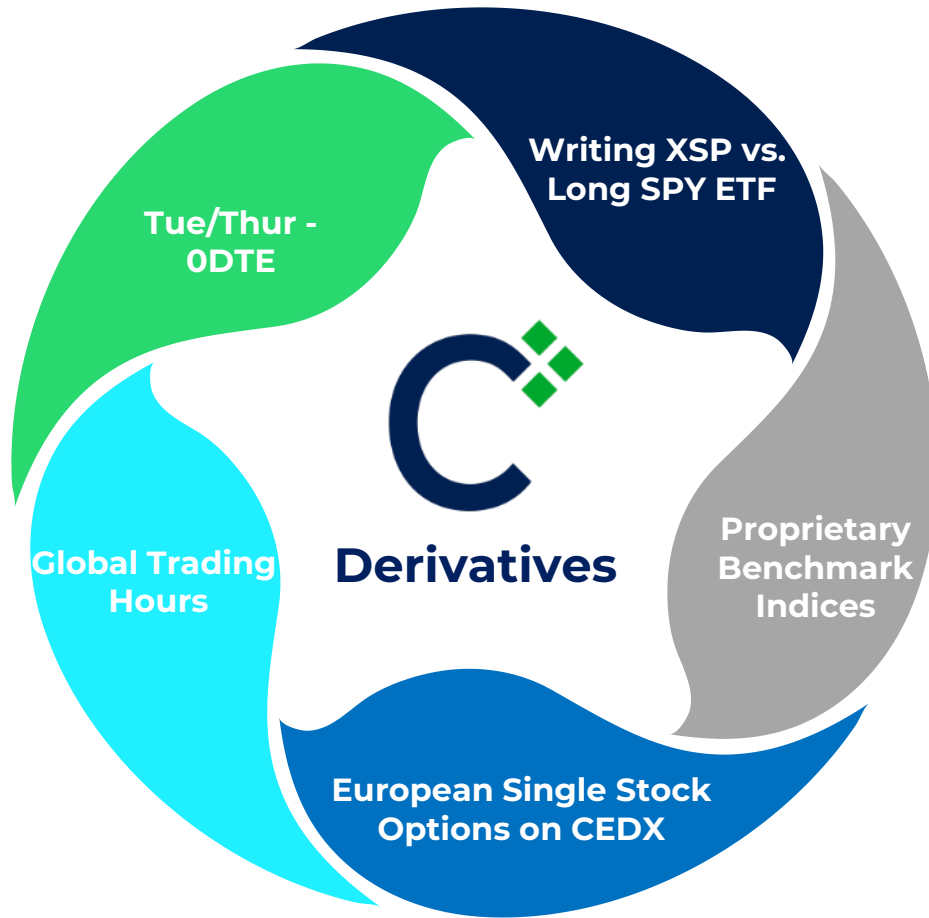 Writing XSP vs.
Long SPY ETF
Tue/Thur -
0DTE
Proprietary
Benchmark
Indices
Global Trading
Hours
Derivatives
European Single Stock
Options on CEDX